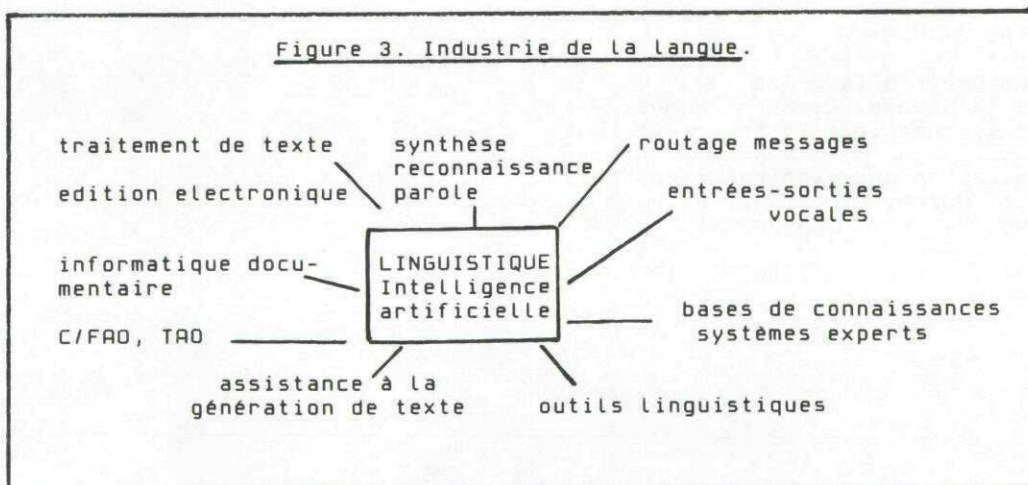 Figure 3. Industrie de la langue.
traitement de texte
edition electronique
synthèse
reconnaissance
parole
routage messages
entrées-sorties
vocales
informatique docu-
mentaire
LINGUISTIQUE
Intelligence
artificielle
bases de connaissances
systèmes experts
C/FAO, TAO
assistance à la
génération de texte
outils linguistiques